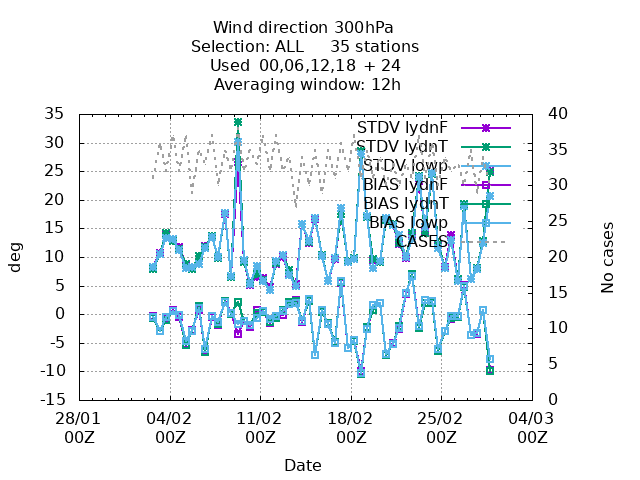 Wind direction 300hPa
Selection: ALL 35 stations
Used 00,06,12,18 + 24
Averaging window: 12h
35 40
30 35
25 30
20 25
15 20
10 15
5 10
0 5
-5 0
-10
-15
deg
No cases
STDV lydnF
STDV lydnT
STDV lowp
BIAS lydnF
BIAS lydnT
BIAS lowp
CASES
28/01 04/02 11/02 18/02 25/02 04/03
00Z 00Z 00Z 00Z 00Z 00Z
Date